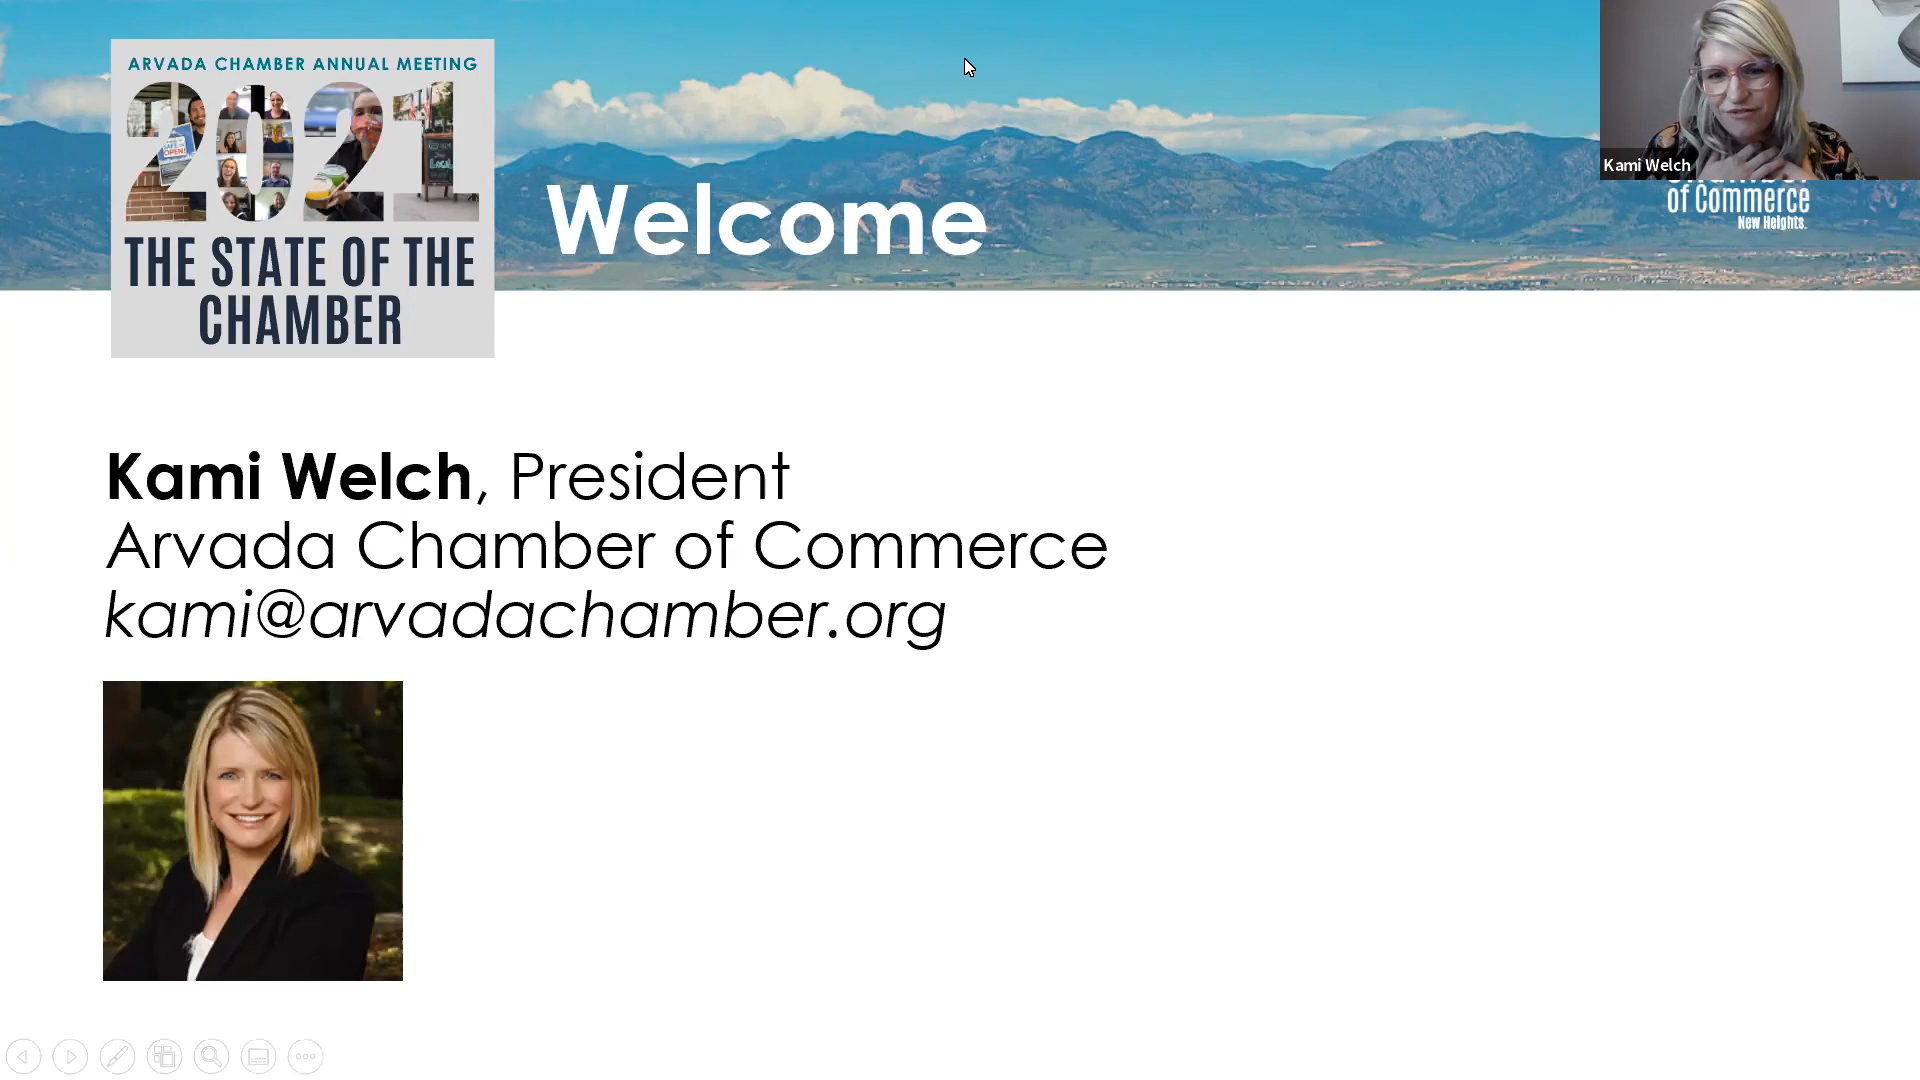 ARVADA CHAMBER ANNUAL MEETING
2021
THE STATE OF THE
CHAMBER
Welcome
Kami Welch
of Commerce
New Heights.
Kami Welch, President
Arvada Chamber of Commerce
kami@arvadachamber.org